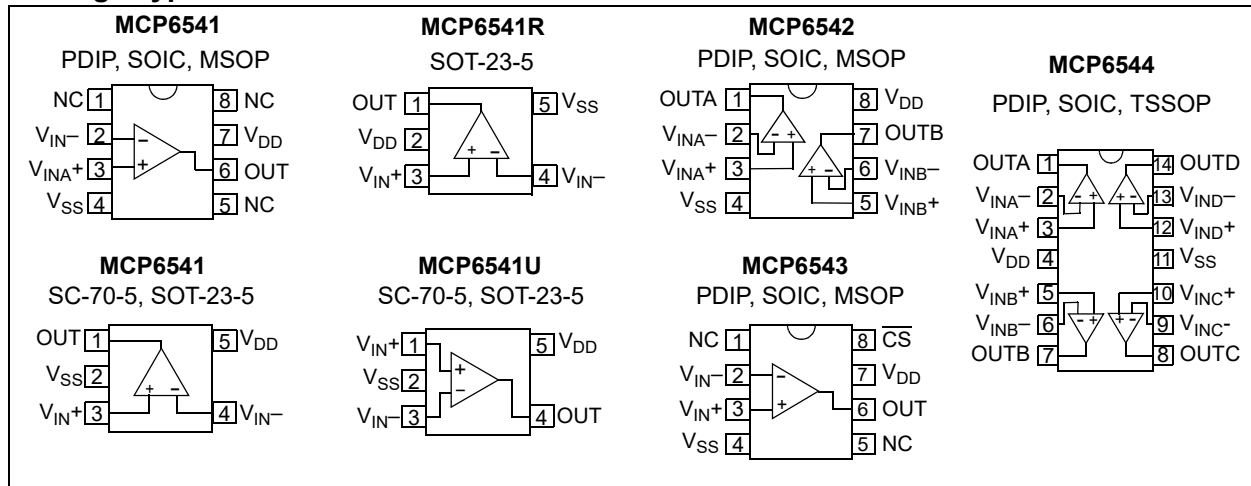 MCP6541
PDIP, SOIC, MSOP
NC 1
8 NC
VIN– 2
7 VDD
VINA+ 3
6 OUT
VSS 4
5 NC
MCP6541R
SOT-23-5
OUT 1
5 VSS
VDD 2
VIN+ 3
4 VIN–
MCP6542
PDIP, SOIC, MSOP
OUTA 1
8 VDD
VINA– 2
7 OUTB
VINA+ 3
6 VINB–
VSS 4
5 VINB+
MCP6544
PDIP, SOIC, TSSOP
OUTA 1
14 OUTD
VINA– 2
13 VIND–
VINA+ 3
12 VIND+
VDD 4
11 VSS
VINB+ 5
10 VINC+
VINB– 6
9 VINC-
OUTB 7
8 OUTC
MCP6541
SC-70-5, SOT-23-5
OUT 1
5 VDD
VSS 2
VIN+ 3
4 VIN–
MCP6541U
SC-70-5, SOT-23-5
VIN+ 1
5 VDD
VSS 2
VIN– 3
4 OUT
MCP6543
PDIP, SOIC, MSOP
NC 1
8 CS
VIN– 2
7 VDD
VIN+ 3
6 OUT
VSS 4
5 NC